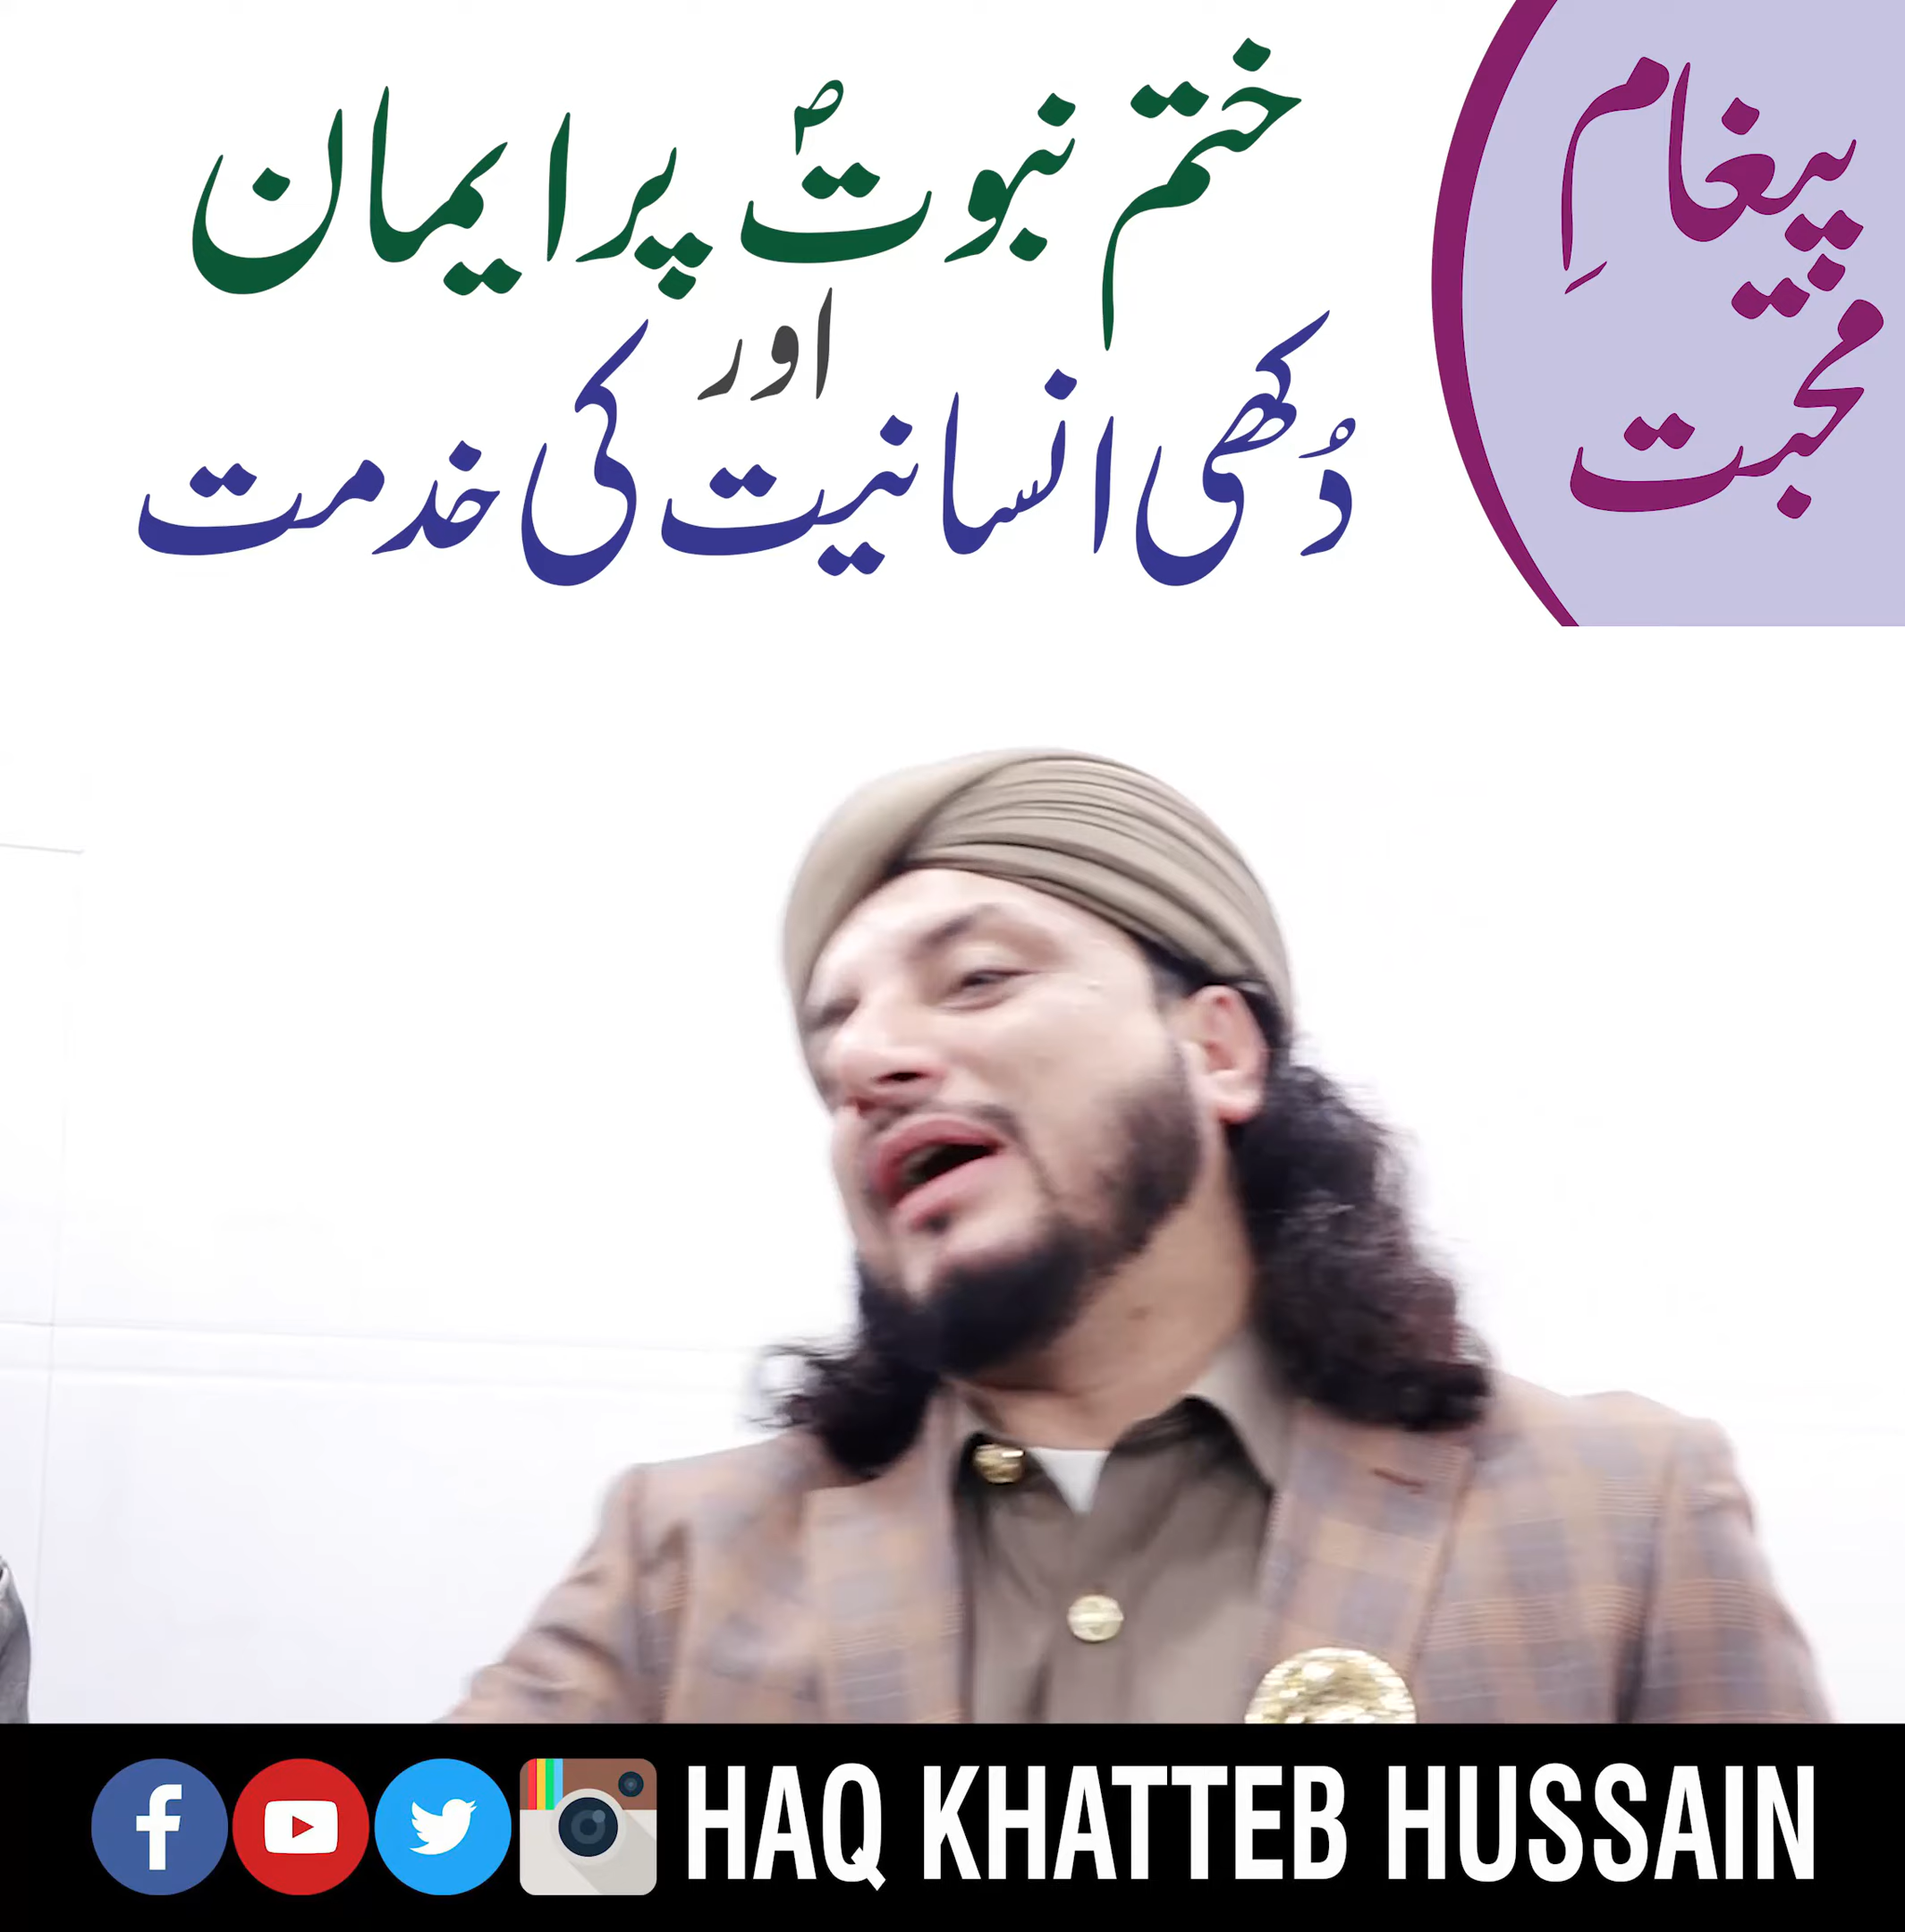 پیغامِ
محبت
ختم نبوتؐ پر ایمان
اور
دُکھی انسانیت کی خدمت
HAQ KHATTEB HUSSAIN